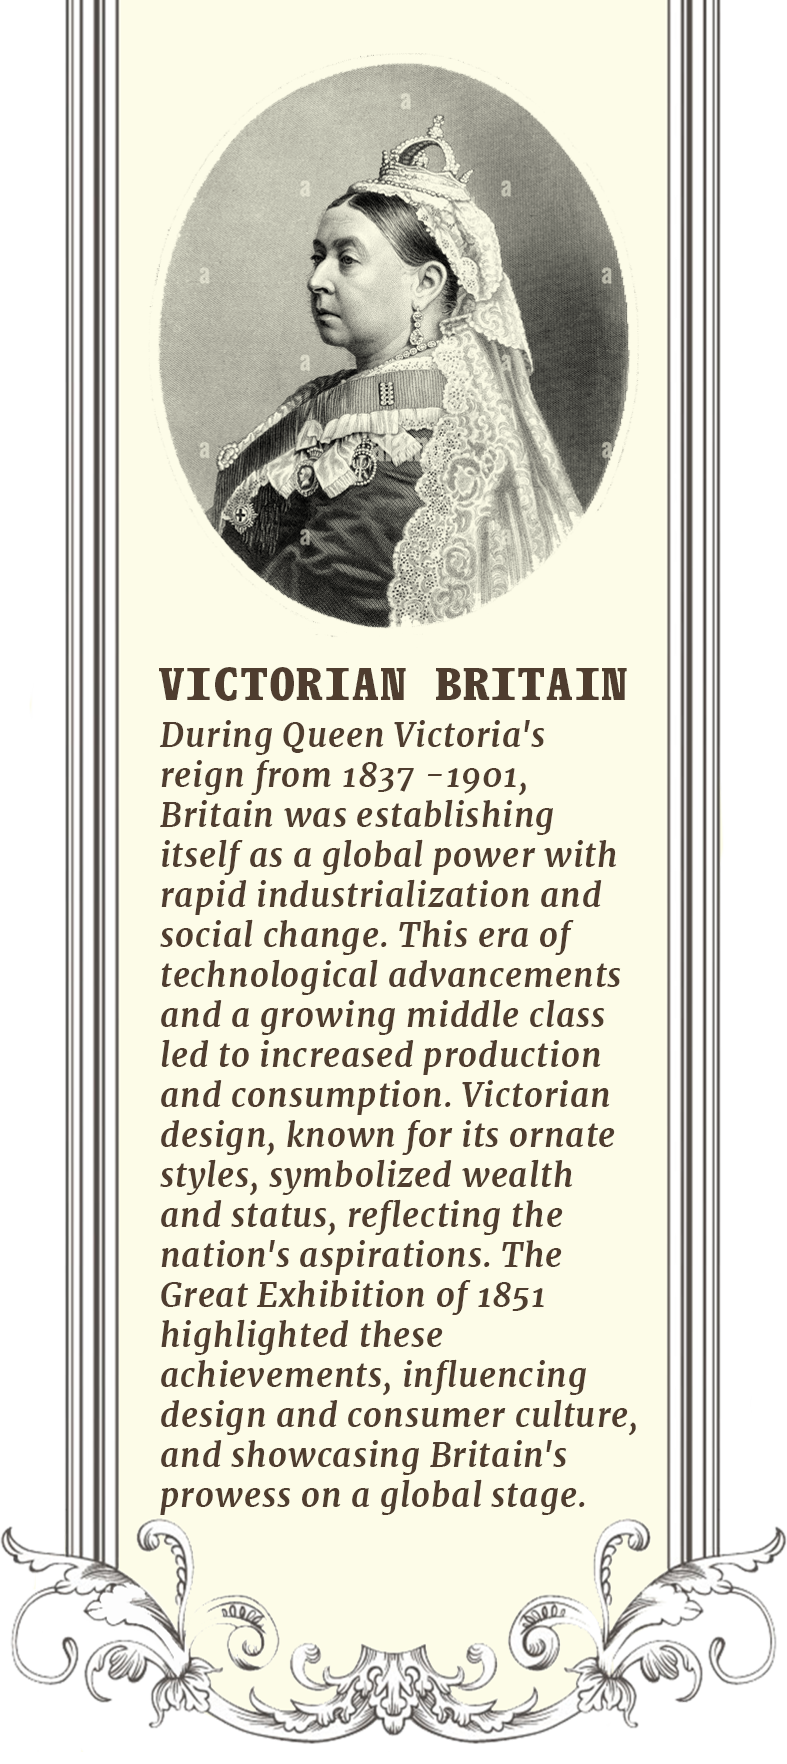 VICTORIAN BRITAIN
During Queen Victoria's
reign from 1837 -1901,
Britain was establishing
itself as a global power with
rapid industrialization and
social change. This era of
technological advancements
and a growing middle class
led to increased production
and consumption. Victorian
design, known for its ornate
styles, symbolized wealth
and status, reflecting the
nation's aspirations. The
Great Exhibition of 1851
highlighted these
achievements, influencing
design and consumer culture,
and showcasing Britain's
prowess on a global stage.